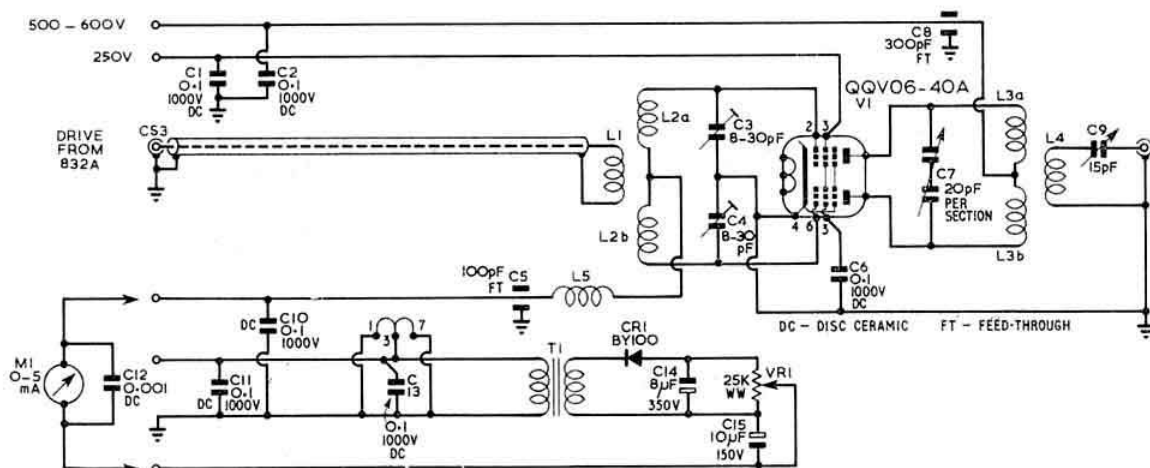 500-600V
250V
C1
0·1
1000V
DC
C2
0·1
1000V
DC
C8
300pF
FT
QQV06-40A
V1
DRIVE
FROM
832A
CS3
L1
L2a
L2b
C3
8-30pF
C4
8-30
pF
2
3
4
6
5
C6
0·1
1000V
DC
C7
20pF
PER
SECTION
L3a
L3b
L4
C9
15pF
DC - DISC CERAMIC FT - FEED-THROUGH
100pF
FT
C5
L5
DC
C10
0·1
1000V
1
3
7
M1
0-5
mA
C12
0·001
DC
DC
C11
0·1
1000V
C
13
0·1
1000V
DC
T1
CR1
BY100
C14
8µF
350V
25K
WW
VR1
C15
10µF
150V